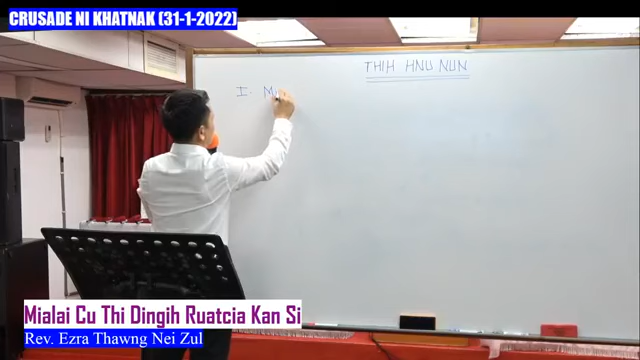 CRUSADE NI KHATNAK (31-1-2022)
THIH HNU NUN
I. Mi
Mialai Cu Thi Dingih Ruatcia Kan Si
Rev. Ezra Thawng Nei Zul